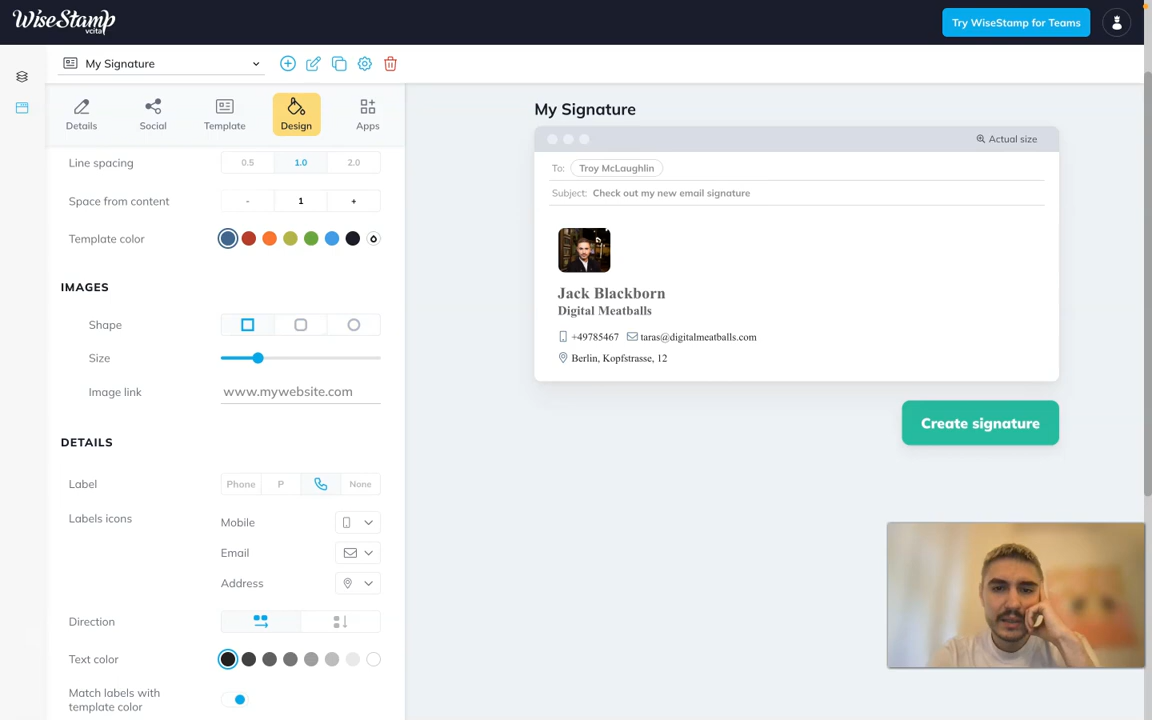 WiseStamp
vcita
Try WiseStamp for Teams
My Signature
Details
Social
Template
Design
Apps
Line spacing
0.5
1.0
2.0
Space from content
-
1
+
Template color
IMAGES
Shape
Size
Image link
www.mywebsite.com
DETAILS
Label
Phone
P
None
Labels icons
Mobile
Email
Address
Direction
Text color
Match labels with
template color
My Signature
Actual size
To: Troy McLaughlin
Subject: Check out my new email signature
Jack Blackborn
Digital Meatballs
+49785467 taras@digitalmeatballs.com
Berlin, Kopfstrasse, 12
Create signature